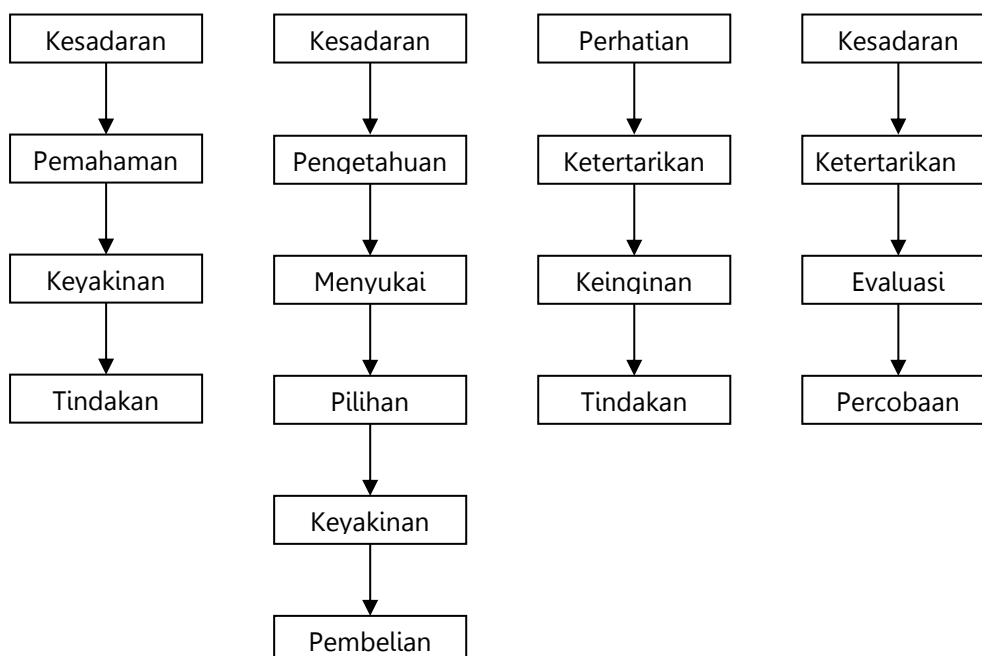 Kesadaran
Pemahaman
Keyakinan
Tindakan
Kesadaran
Pengetahuan
Menyukai
Pilihan
Keyakinan
Pembelian
Perhatian
Ketertarikan
Keinginan
Tindakan
Kesadaran
Ketertarikan
Evaluasi
Percobaan